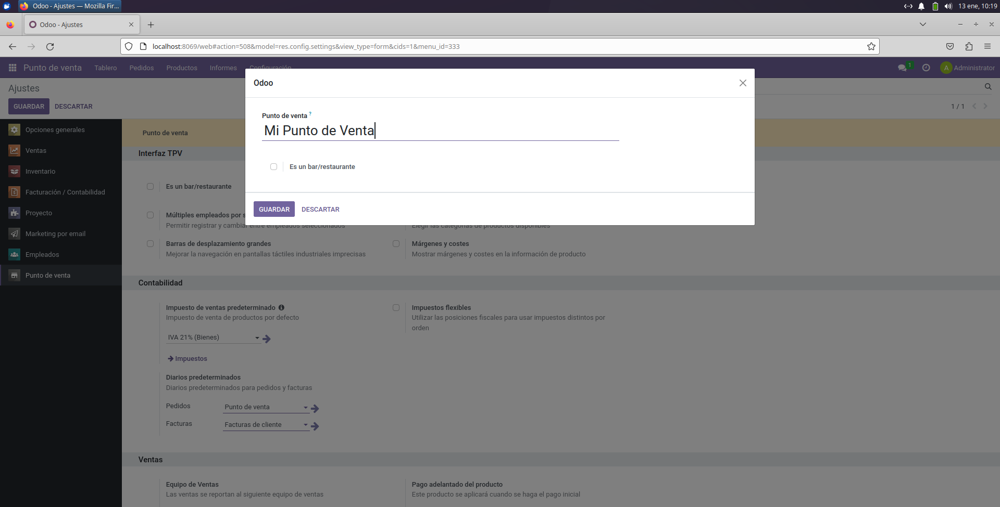 Odoo - Ajustes — Mozilla Fir...
13 ene, 10:19
Odoo - Ajustes
localhost:8069/web#action=508&model=res.config.settings&view_type=form&cids=1&menu_id=333
Punto de venta
Tablero
Pedidos
Productos
Informes
Configuración
1
A
Administrator
Ajustes
GUARDAR
DESCARTAR
1 / 1
Opciones generales
Ventas
Inventario
Facturación / Contabilidad
Proyecto
Marketing por email
Empleados
Punto de venta
Odoo
Punto de venta ?
Mi Punto de Venta
Es un bar/restaurante
GUARDAR
DESCARTAR
Punto de venta
Interfaz TPV
Es un bar/restaurante
Múltiples empleados por s
Permitir registrar y cambiar entre empleados seleccionados
Elegir las categorías de productos disponibles
Barras de desplazamiento grandes
Mejorar la navegación en pantallas táctiles industriales imprecisas
Márgenes y costes
Mostrar márgenes y costes en la información de producto
Contabilidad
Impuesto de ventas predeterminado
Impuesto de venta de productos por defecto
IVA 21% (Bienes)
Impuestos
Impuestos flexibles
Utilizar las posiciones fiscales para usar impuestos distintos por
orden
Diarios predeterminados
Diarios predeterminados para pedidos y facturas
Pedidos
Punto de venta
Facturas
Facturas de cliente
Ventas
Equipo de Ventas
Las ventas se reportan al siguiente equipo de ventas
Pago adelantado del producto
Este producto se aplicará cuando se haga el pago inicial